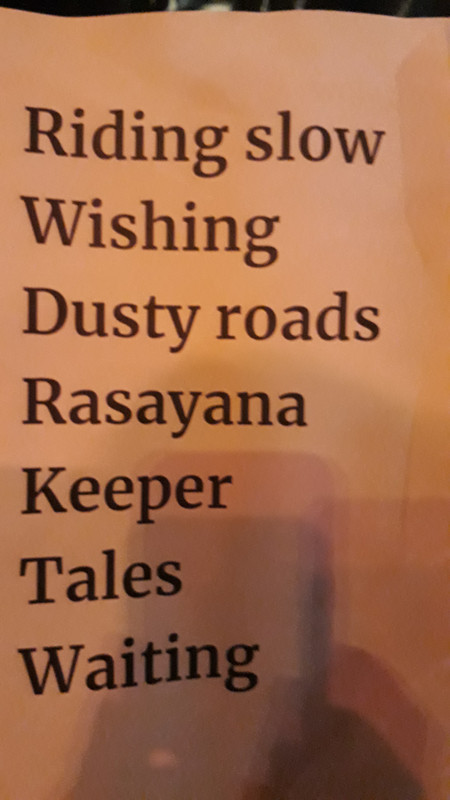 Riding slow
Wishing
Dusty roads
Rasayana
Keeper
Tales
Waiting